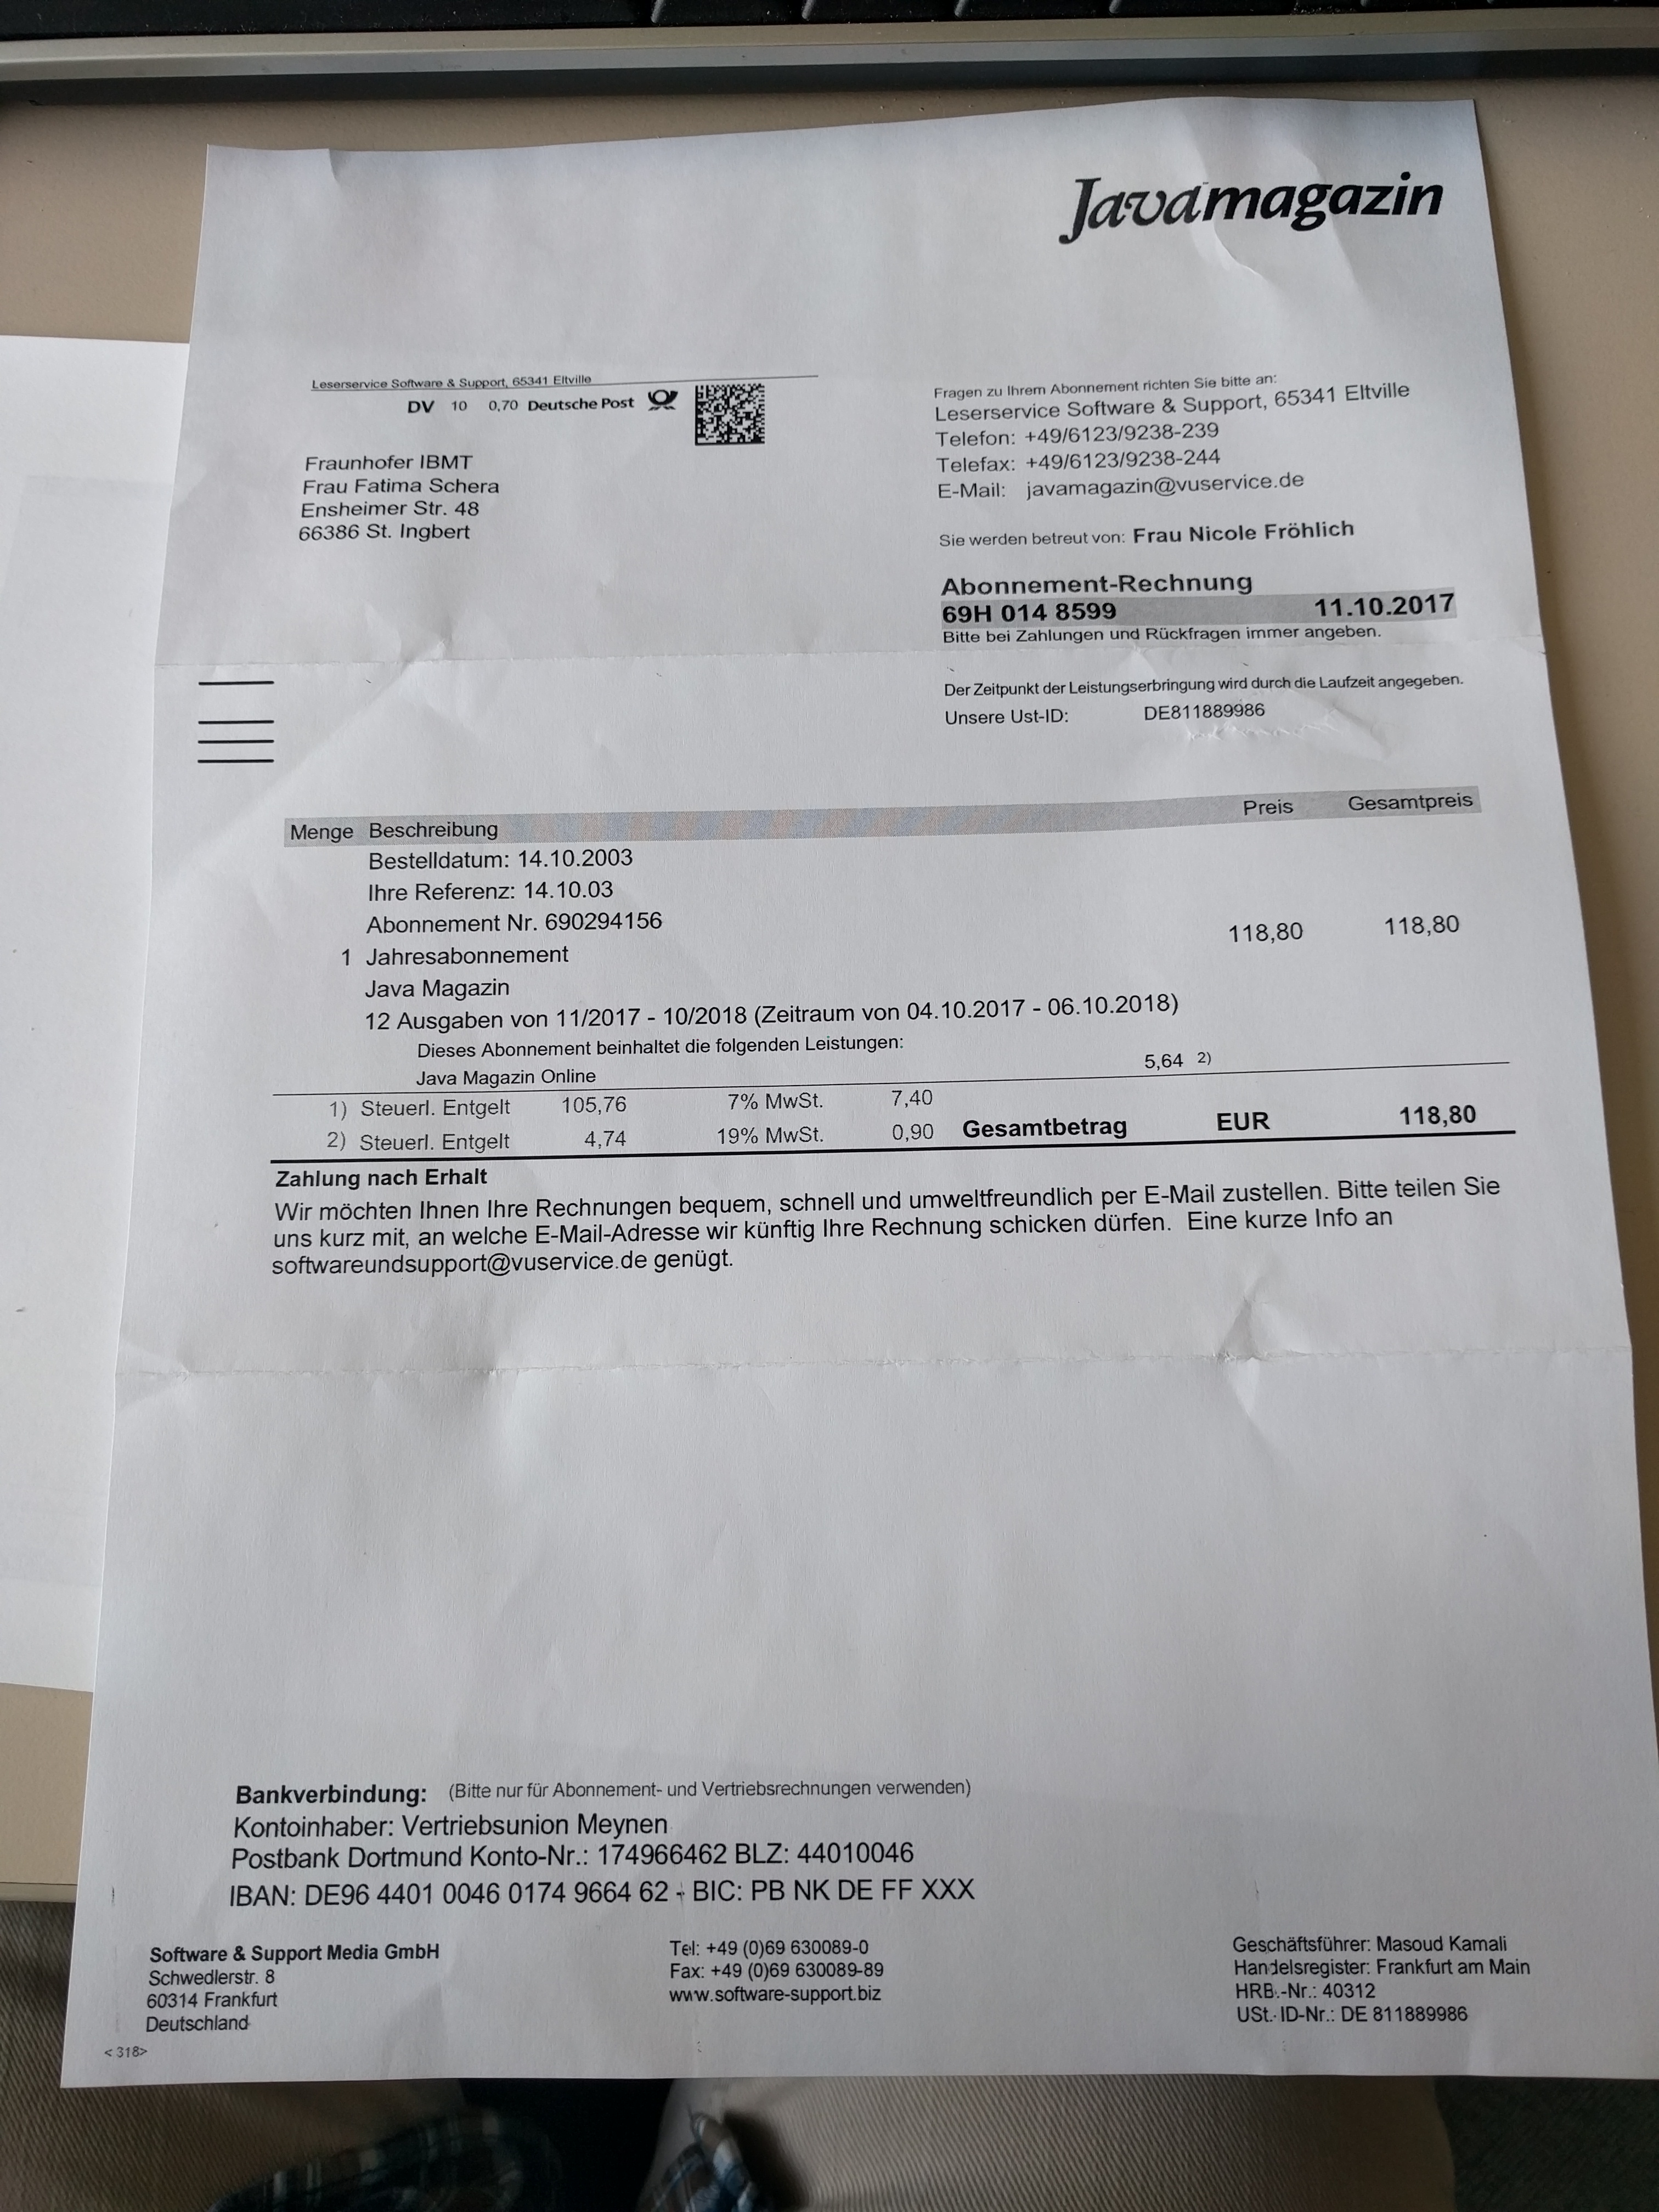 Javamagazin
Leserservice Software & Support, 65341 Eltville
DV 10 0,70 Deutsche Post
Fraunhofer IBMT
Frau Fatima Schera
Ensheimer Str. 48
66386 St. Ingbert
Fragen zu Ihrem Abonnement richten Sie bitte an:
Leserservice Software & Support, 65341 Eltville
Telefon: +49/6123/9238-239
Telefax: +49/6123/9238-244
E-Mail: javamagazin@vuservice.de
Sie werden betreut von: Frau Nicole Fröhlich
Abonnement-Rechnung
69H 014 8599 11.10.2017
Bitte bei Zahlungen und Rückfragen immer angeben.
Der Zeitpunkt der Leistungserbringung wird durch die Laufzeit angegeben.
Unsere Ust-ID: DE811889986
Menge Beschreibung Preis Gesamtpreis
Bestelldatum: 14.10.2003
Ihre Referenz: 14.10.03
Abonnement Nr. 690294156
1 Jahresabonnement 118,80 118,80
Java Magazin
12 Ausgaben von 11/2017 - 10/2018 (Zeitraum von 04.10.2017 - 06.10.2018)
Dieses Abonnement beinhaltet die folgenden Leistungen:
Java Magazin Online 5,64 2)
1) Steuerl. Entgelt 105,76 7% MwSt. 7,40
2) Steuerl. Entgelt 4,74 19% MwSt. 0,90 Gesamtbetrag EUR 118,80
Zahlung nach Erhalt
Wir möchten Ihnen Ihre Rechnungen bequem, schnell und umweltfreundlich per E-Mail zustellen. Bitte teilen Sie
uns kurz mit, an welche E-Mail-Adresse wir künftig Ihre Rechnung schicken dürfen. Eine kurze Info an
softwareundsupport@vuservice.de genügt.
Bankverbindung: (Bitte nur für Abonnement- und Vertriebsrechnungen verwenden)
Kontoinhaber: Vertriebsunion Meynen
Postbank Dortmund Konto-Nr.: 174966462 BLZ: 44010046
IBAN: DE96 4401 0046 0174 9664 62 - BIC: PB NK DE FF XXX
Software & Support Media GmbH
Schwedlerstr. 8
60314 Frankfurt
Deutschland
Tel: +49 (0)69 630089-0
Fax: +49 (0)69 630089-89
www.software-support.biz
Geschäftsführer: Masoud Kamali
Handelsregister: Frankfurt am Main
HRB.-Nr.: 40312
USt.-ID-Nr.: DE 811889986
<318>